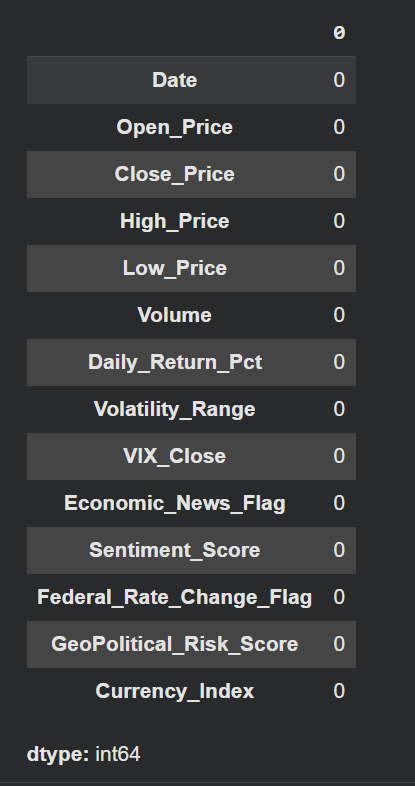 0
Date 0
Open_Price 0
Close_Price 0
High_Price 0
Low_Price 0
Volume 0
Daily_Return_Pct 0
Volatility_Range 0
VIX_Close 0
Economic_News_Flag 0
Sentiment_Score 0
Federal_Rate_Change_Flag 0
GeoPolitical_Risk_Score 0
Currency_Index 0
dtype: int64